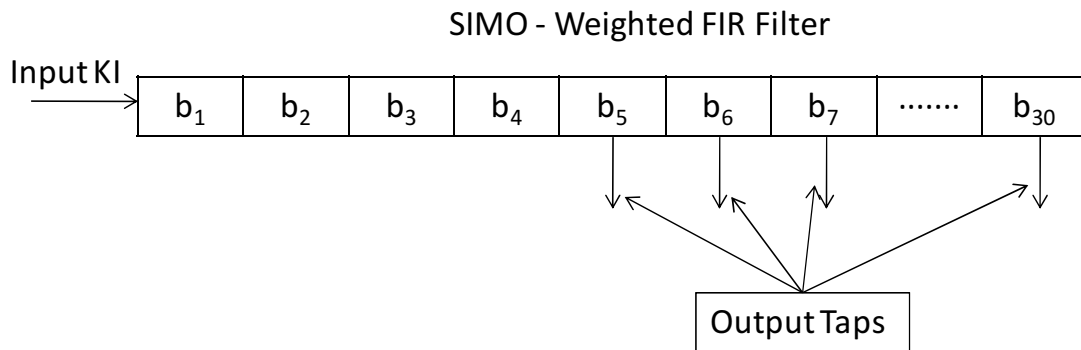 SIMO - Weighted FIR Filter
Input KI
b₁ b₂ b₃ b₄ b₅ b₆ b₇ ....... b₃₀
Output Taps